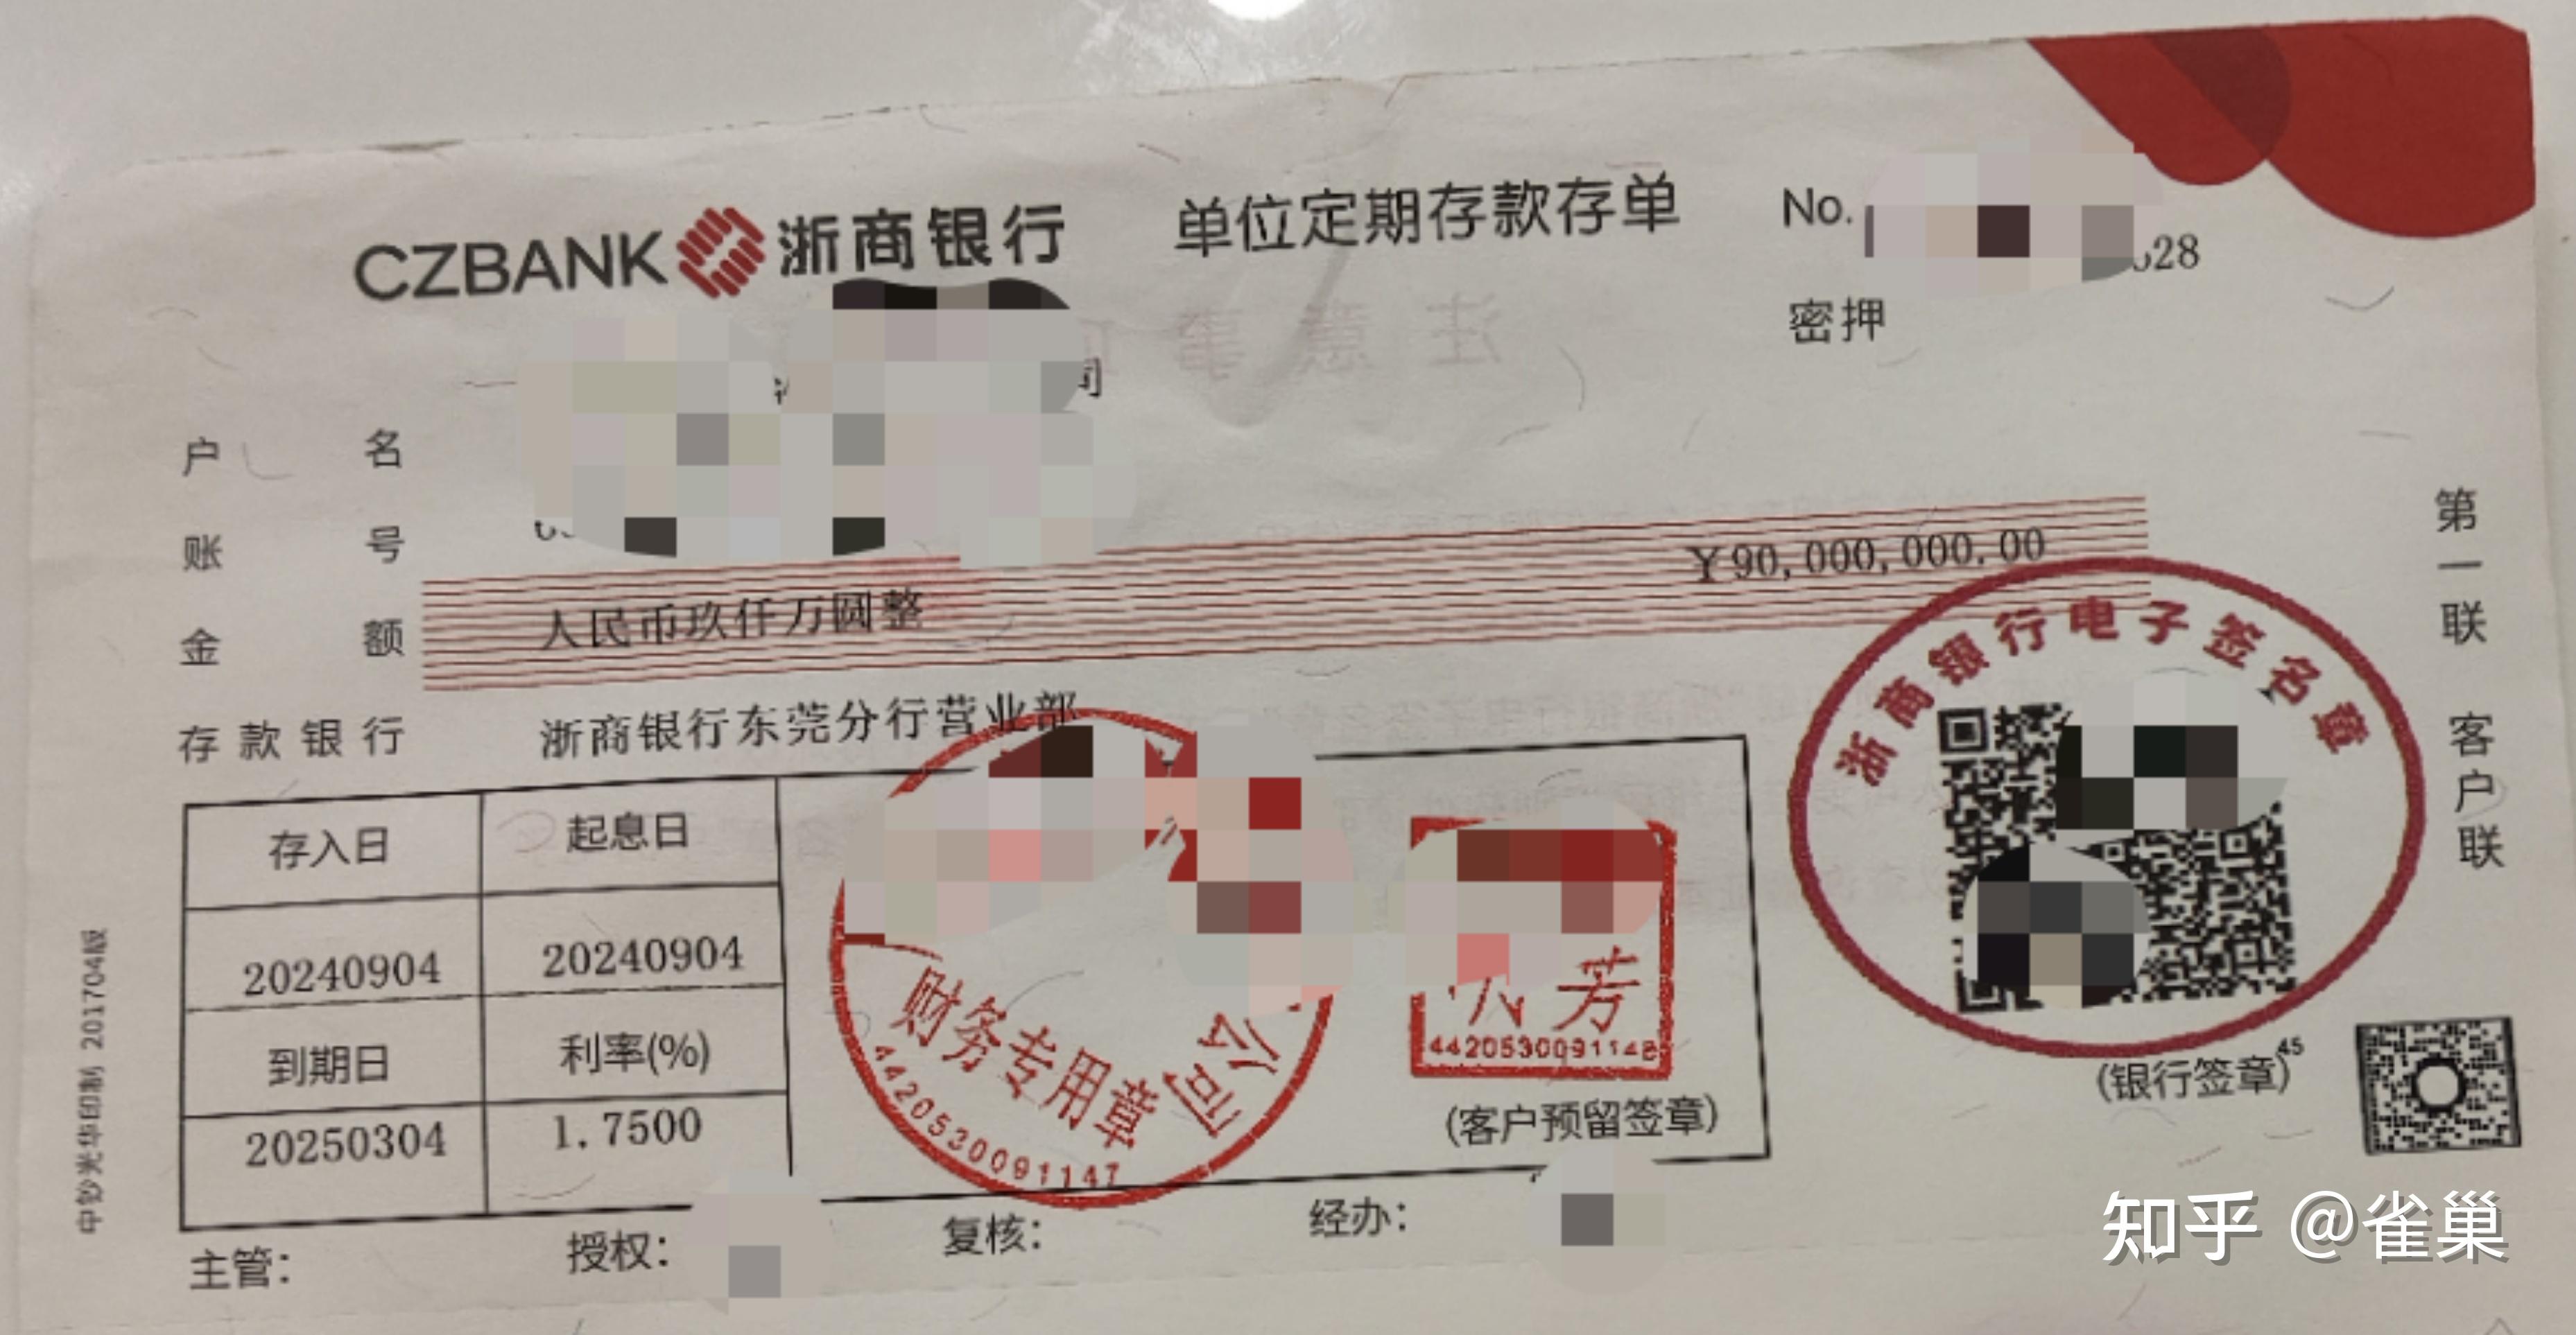 CZBANK 浙商银行 单位定期存款存单 No.
28
密押
司
户名
账号
金额 人民币玖仟万圆整 ¥90,000,000.00
存款银行 浙商银行东莞分行营业部
存入日 起息日
20240904 20240904
到期日 利率(%)
20250304 1.7500
公司
财务专用章
4420530091147
芳
4420530091148
(客户预留签章)
浙商银行电子签名章
(银行签章)
45
主管： 授权： 复核： 经办：
第一联 客户联
中钞光华印制 201704版
知乎 @雀巢